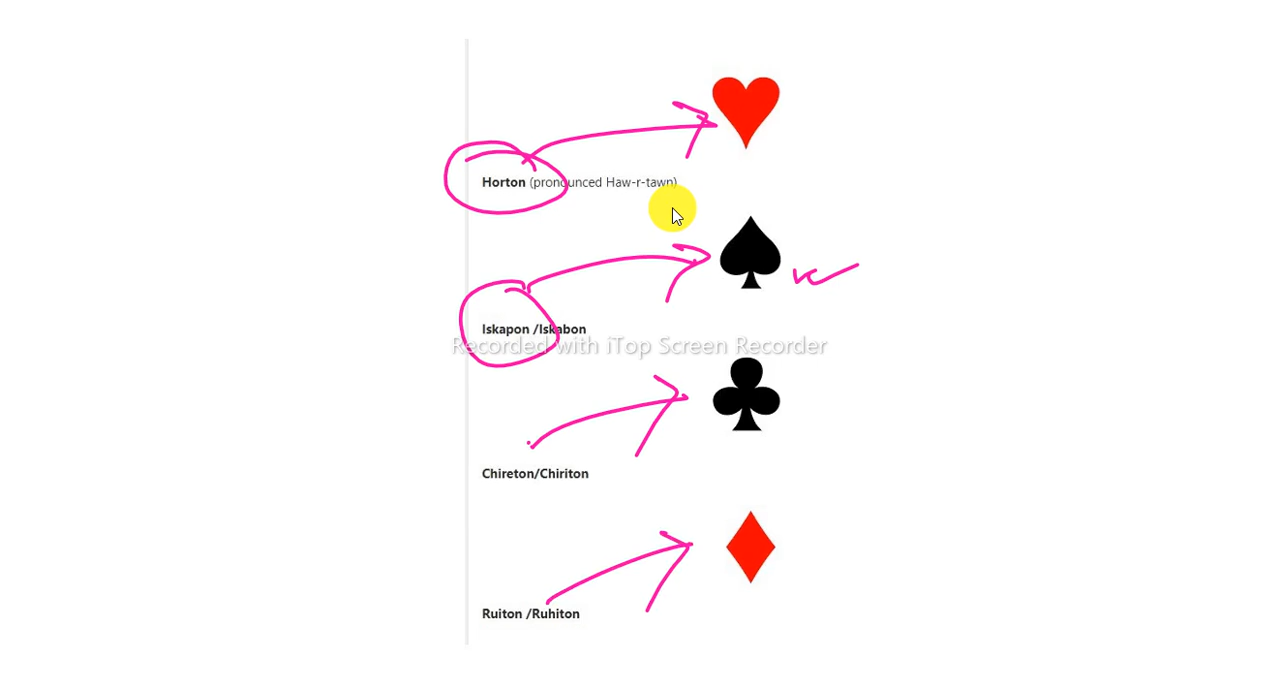 Horton (pronounced Haw-r-tawn)
Iskapon /Iskabon
Recorded with iTop Screen Recorder
Chireton/Chiriton
Ruiton /Ruhiton